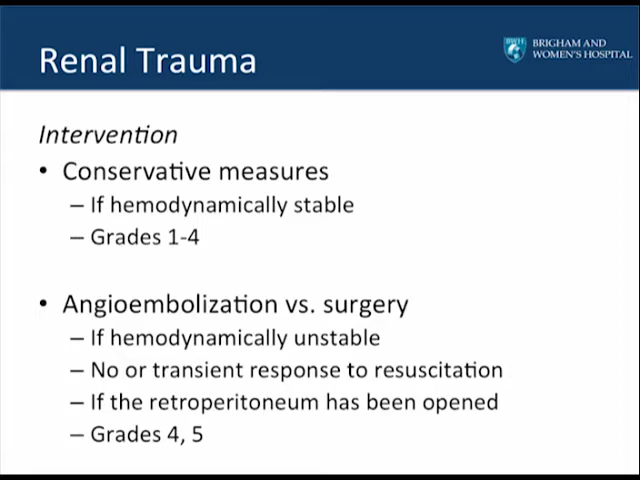 Renal Trauma
BWH
BRIGHAM AND
WOMEN'S HOSPITAL
Intervention
• Conservative measures
– If hemodynamically stable
– Grades 1-4
• Angioembolization vs. surgery
– If hemodynamically unstable
– No or transient response to resuscitation
– If the retroperitoneum has been opened
– Grades 4, 5